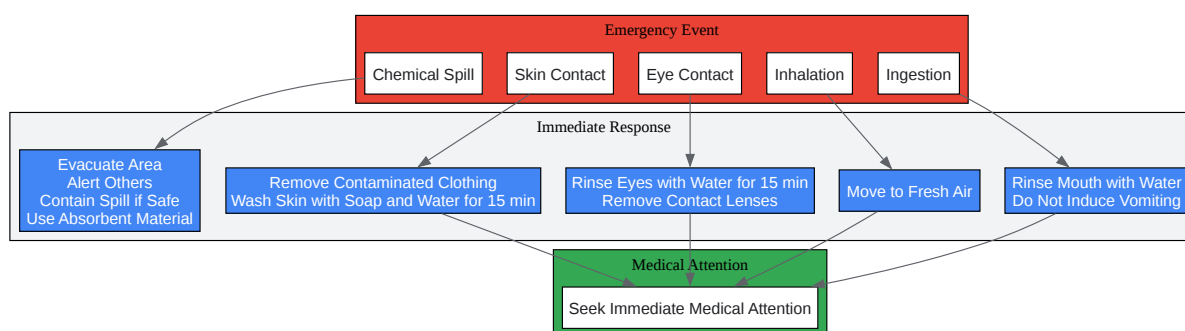 Emergency Event
Chemical Spill
Skin Contact
Eye Contact
Inhalation
Ingestion
Immediate Response
Evacuate Area
Alert Others
Contain Spill if Safe
Use Absorbent Material
Remove Contaminated Clothing
Wash Skin with Soap and Water for 15 min
Rinse Eyes with Water for 15 min
Remove Contact Lenses
Move to Fresh Air
Rinse Mouth with Water
Do Not Induce Vomiting
Medical Attention
Seek Immediate Medical Attention